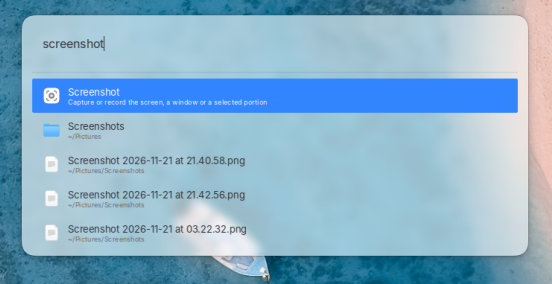 screenshot
Screenshot
Capture or record the screen, a window or a selected portion
Screenshots
~/Pictures
Screenshot 2026-11-21 at 21.40.58.png
~/Pictures/Screenshots
Screenshot 2026-11-21 at 21.42.56.png
~/Pictures/Screenshots
Screenshot 2026-11-21 at 03.22.32.png
~/Pictures/Screenshots